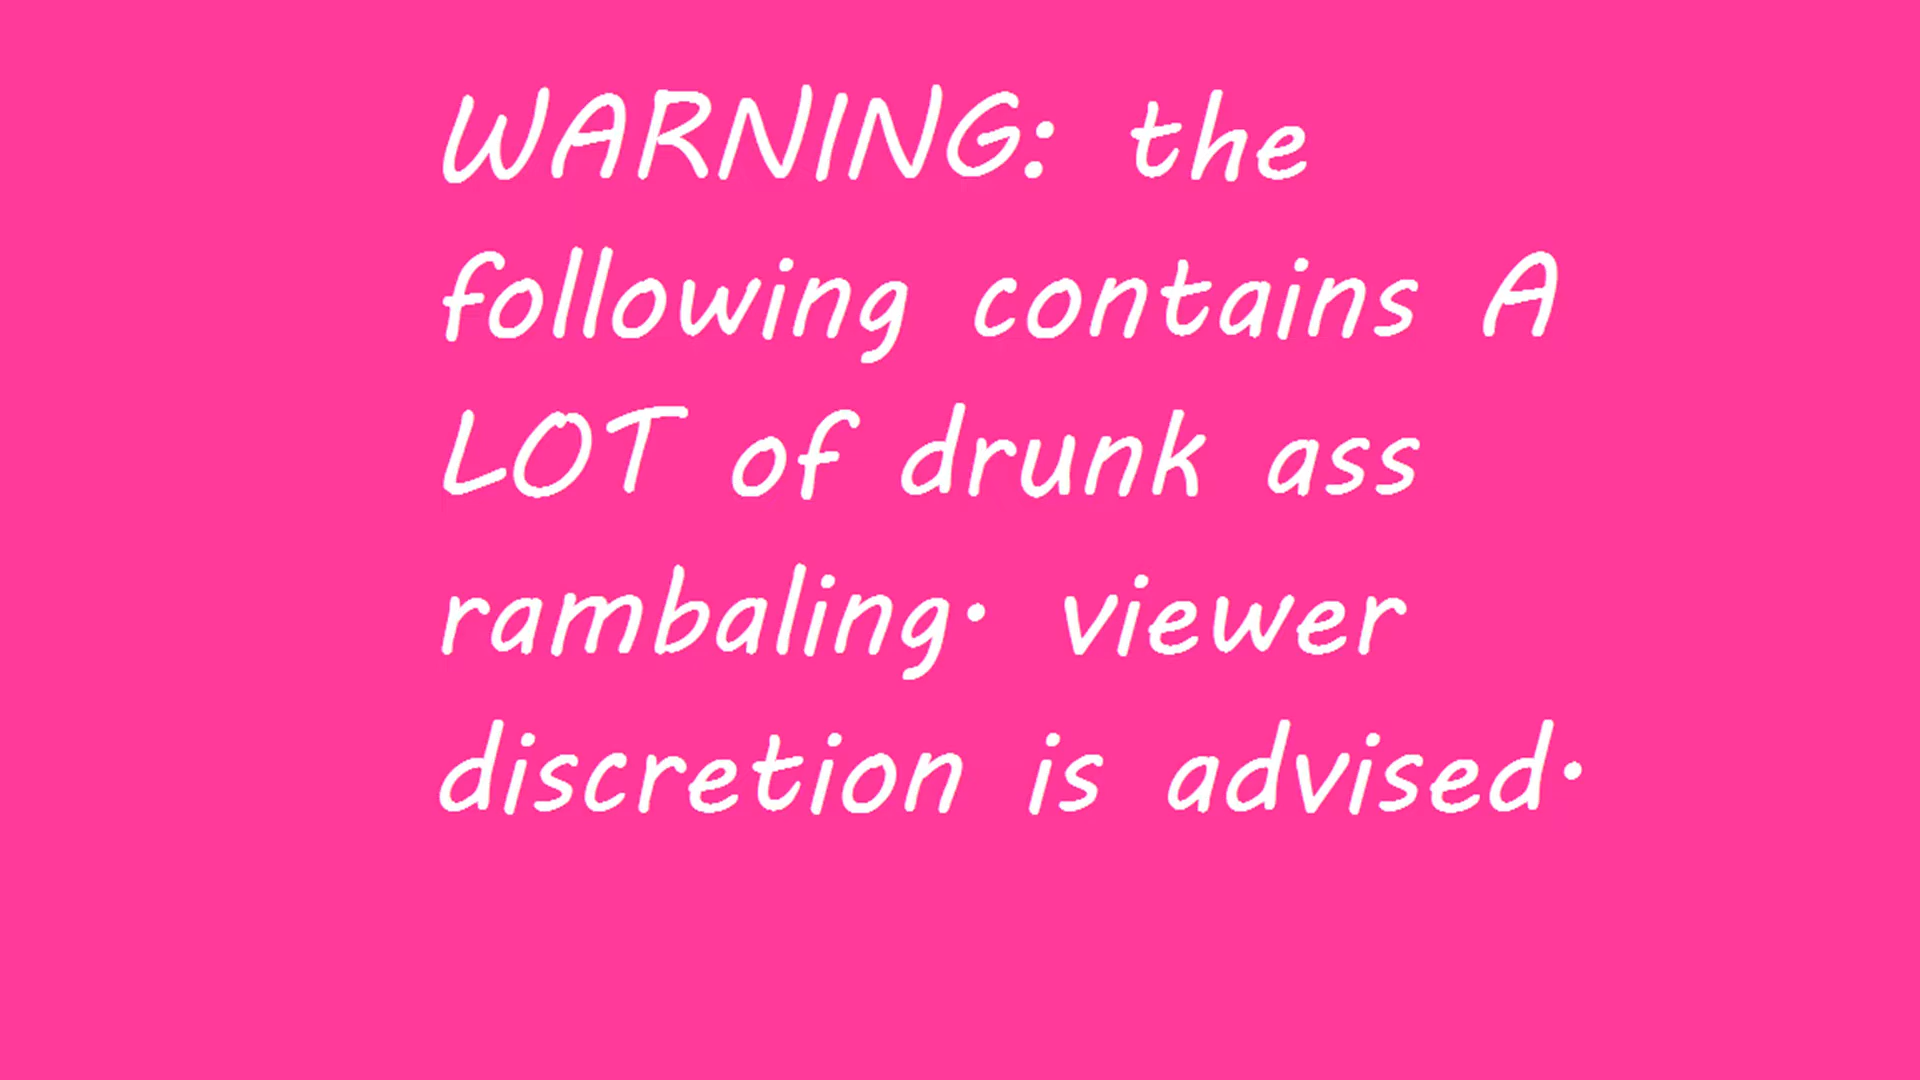 WARNING: the
following contains A
LOT of drunk ass
rambaling. viewer
discretion is advised.